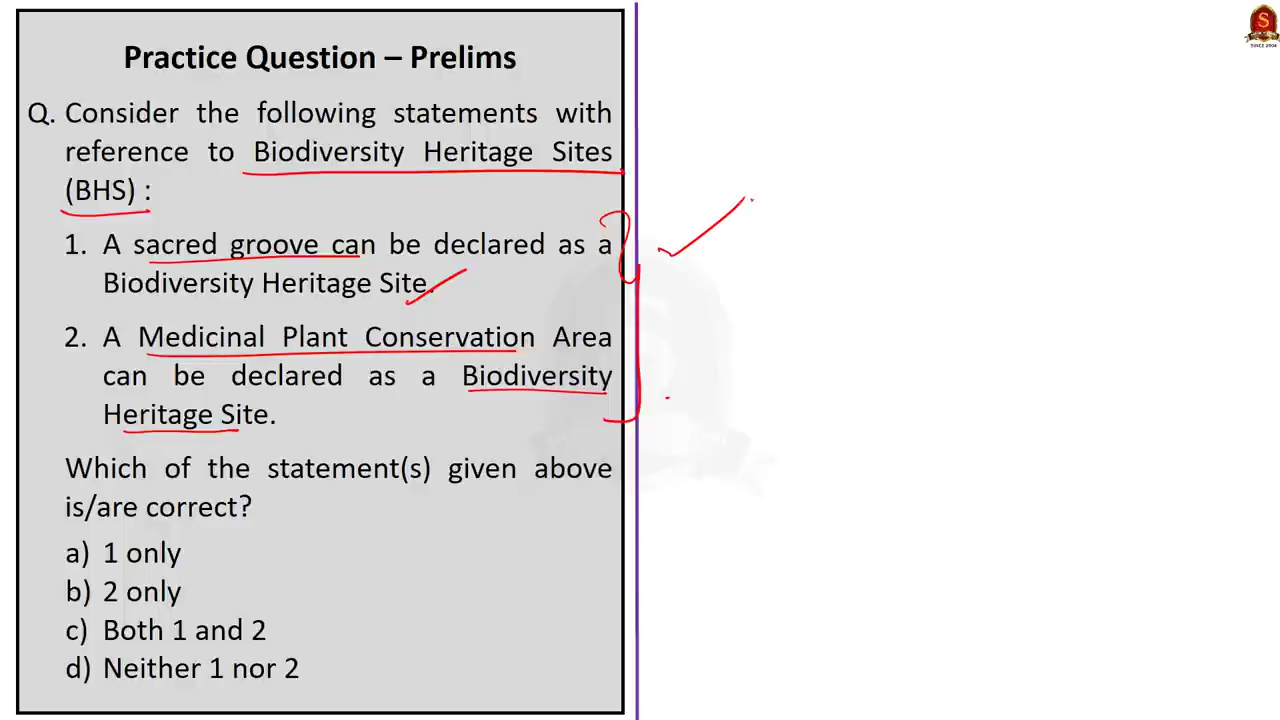 Practice Question – Prelims
Q. Consider the following statements with
reference to Biodiversity Heritage Sites
(BHS) :
1. A sacred groove can be declared as a
Biodiversity Heritage Site.
2. A Medicinal Plant Conservation Area
can be declared as a Biodiversity
Heritage Site.
Which of the statement(s) given above
is/are correct?
a) 1 only
b) 2 only
c) Both 1 and 2
d) Neither 1 nor 2
S
SINCE 2004